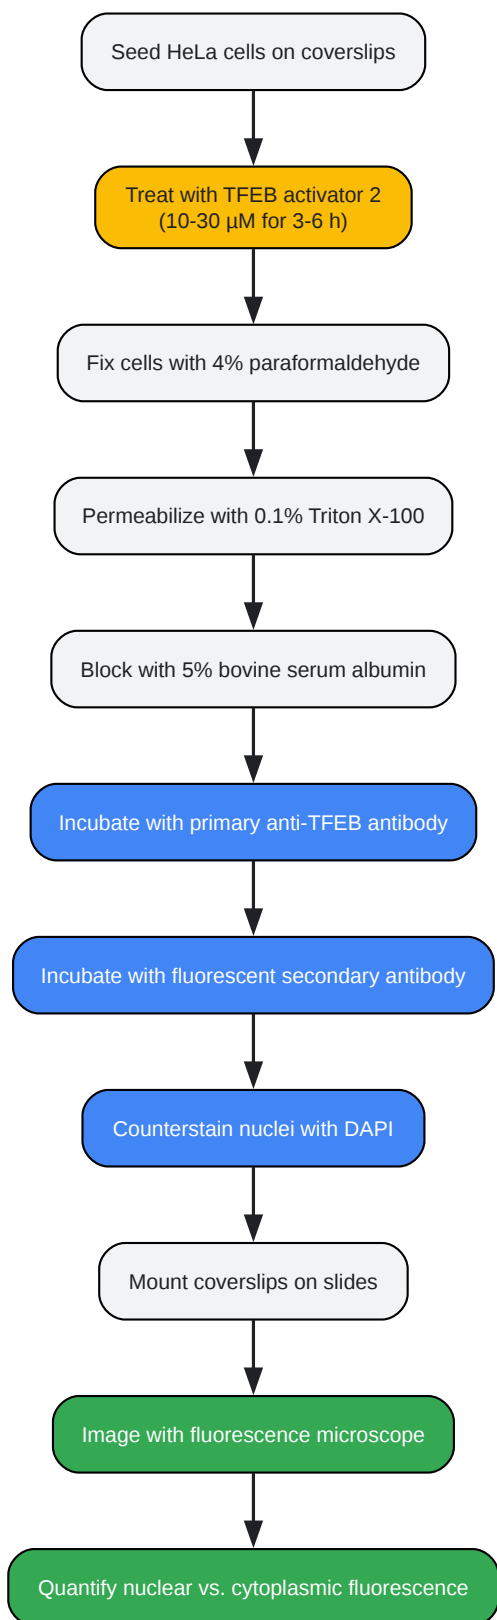 Seed HeLa cells on coverslips
Treat with TFEB activator 2
(10-30 µM for 3-6 h)
Fix cells with 4% paraformaldehyde
Permeabilize with 0.1% Triton X-100
Block with 5% bovine serum albumin
Incubate with primary anti-TFEB antibody
Incubate with fluorescent secondary antibody
Counterstain nuclei with DAPI
Mount coverslips on slides
Image with fluorescence microscope
Quantify nuclear vs. cytoplasmic fluorescence